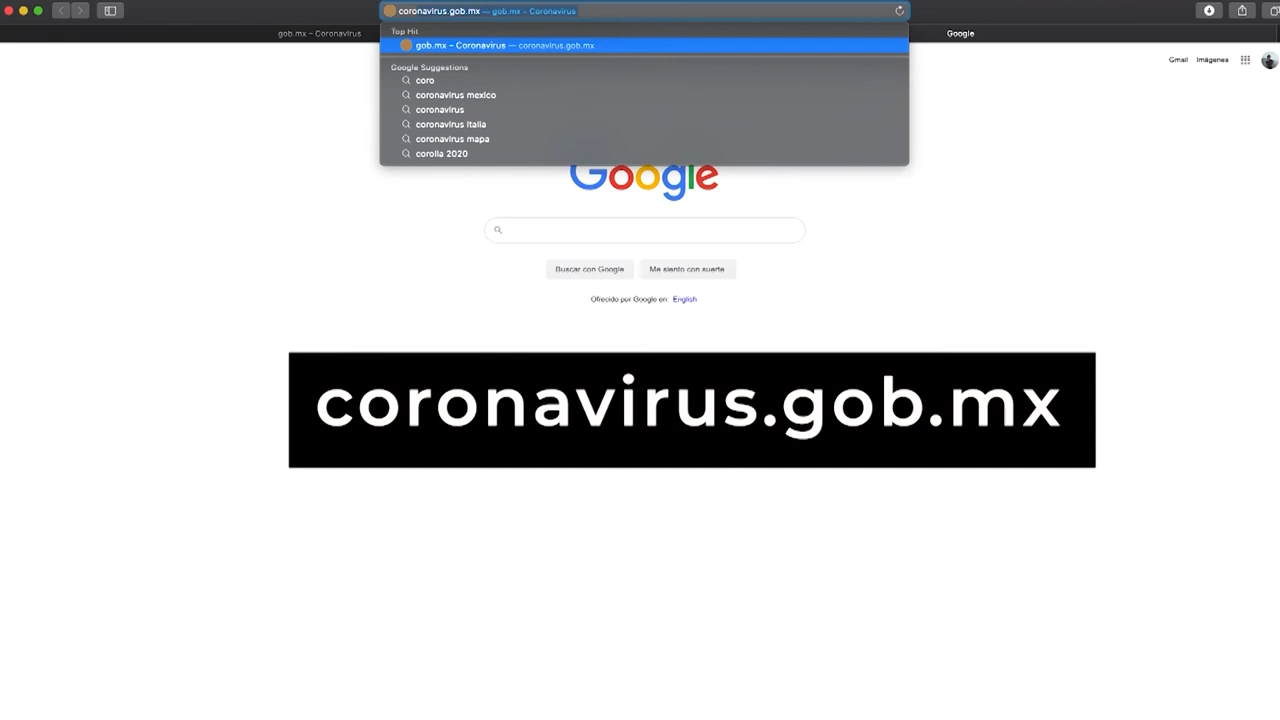 coronavirus.gob.mx — gob.mx – Coronavirus
gob.mx – Coronavirus
Google
Top Hit
gob.mx – Coronavirus — coronavirus.gob.mx
Gmail Imágenes
Google Suggestions
coro
coronavirus mexico
coronavirus
coronavirus italia
coronavirus mapa
corolla 2020
Google
Buscar con Google Me siento con suerte
Ofrecido por Google en: English
coronavirus.gob.mx